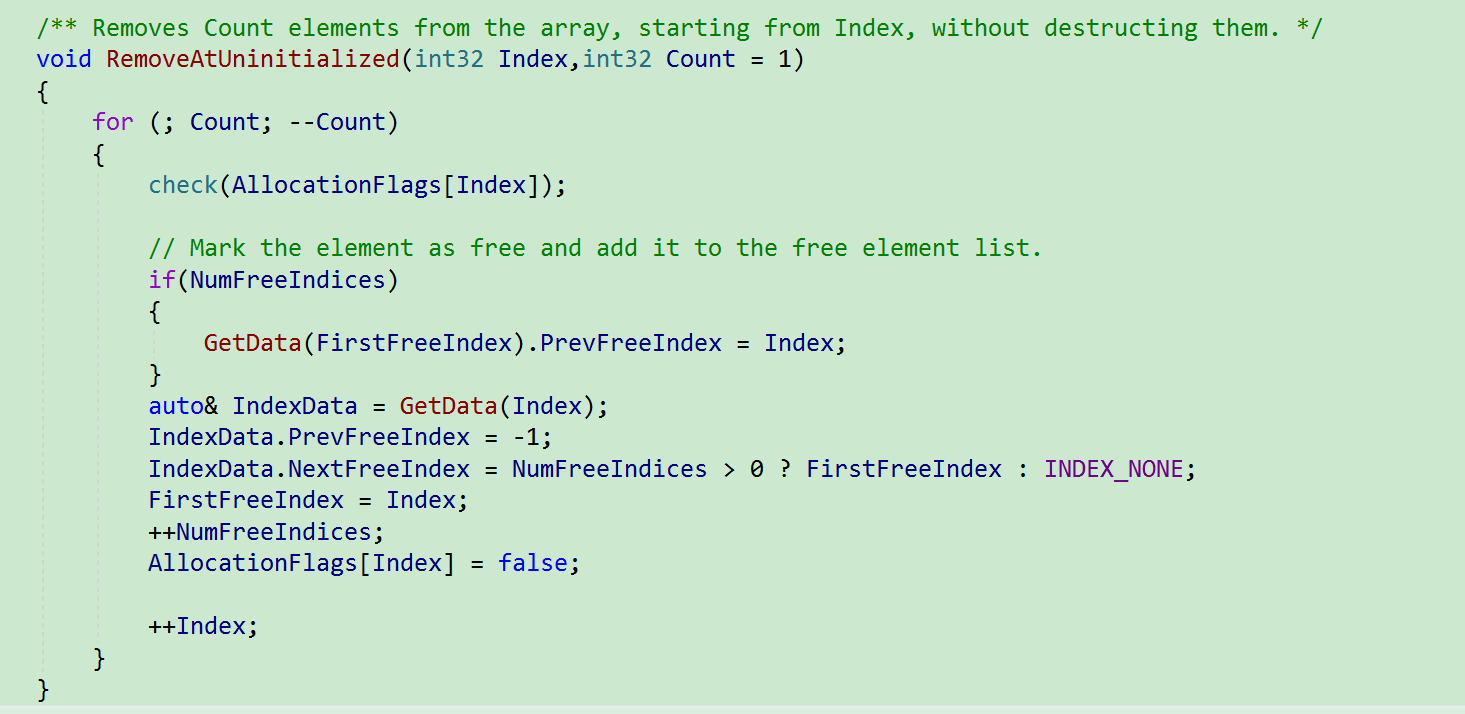 /** Removes Count elements from the array, starting from Index, without destructing them. */
void RemoveAtUninitialized(int32 Index,int32 Count = 1)
{
for (; Count; --Count)
{
check(AllocationFlags[Index]);
// Mark the element as free and add it to the free element list.
if(NumFreeIndices)
{
GetData(FirstFreeIndex).PrevFreeIndex = Index;
}
auto& IndexData = GetData(Index);
IndexData.PrevFreeIndex = -1;
IndexData.NextFreeIndex = NumFreeIndices > 0 ? FirstFreeIndex : INDEX_NONE;
FirstFreeIndex = Index;
++NumFreeIndices;
AllocationFlags[Index] = false;
++Index;
}
}